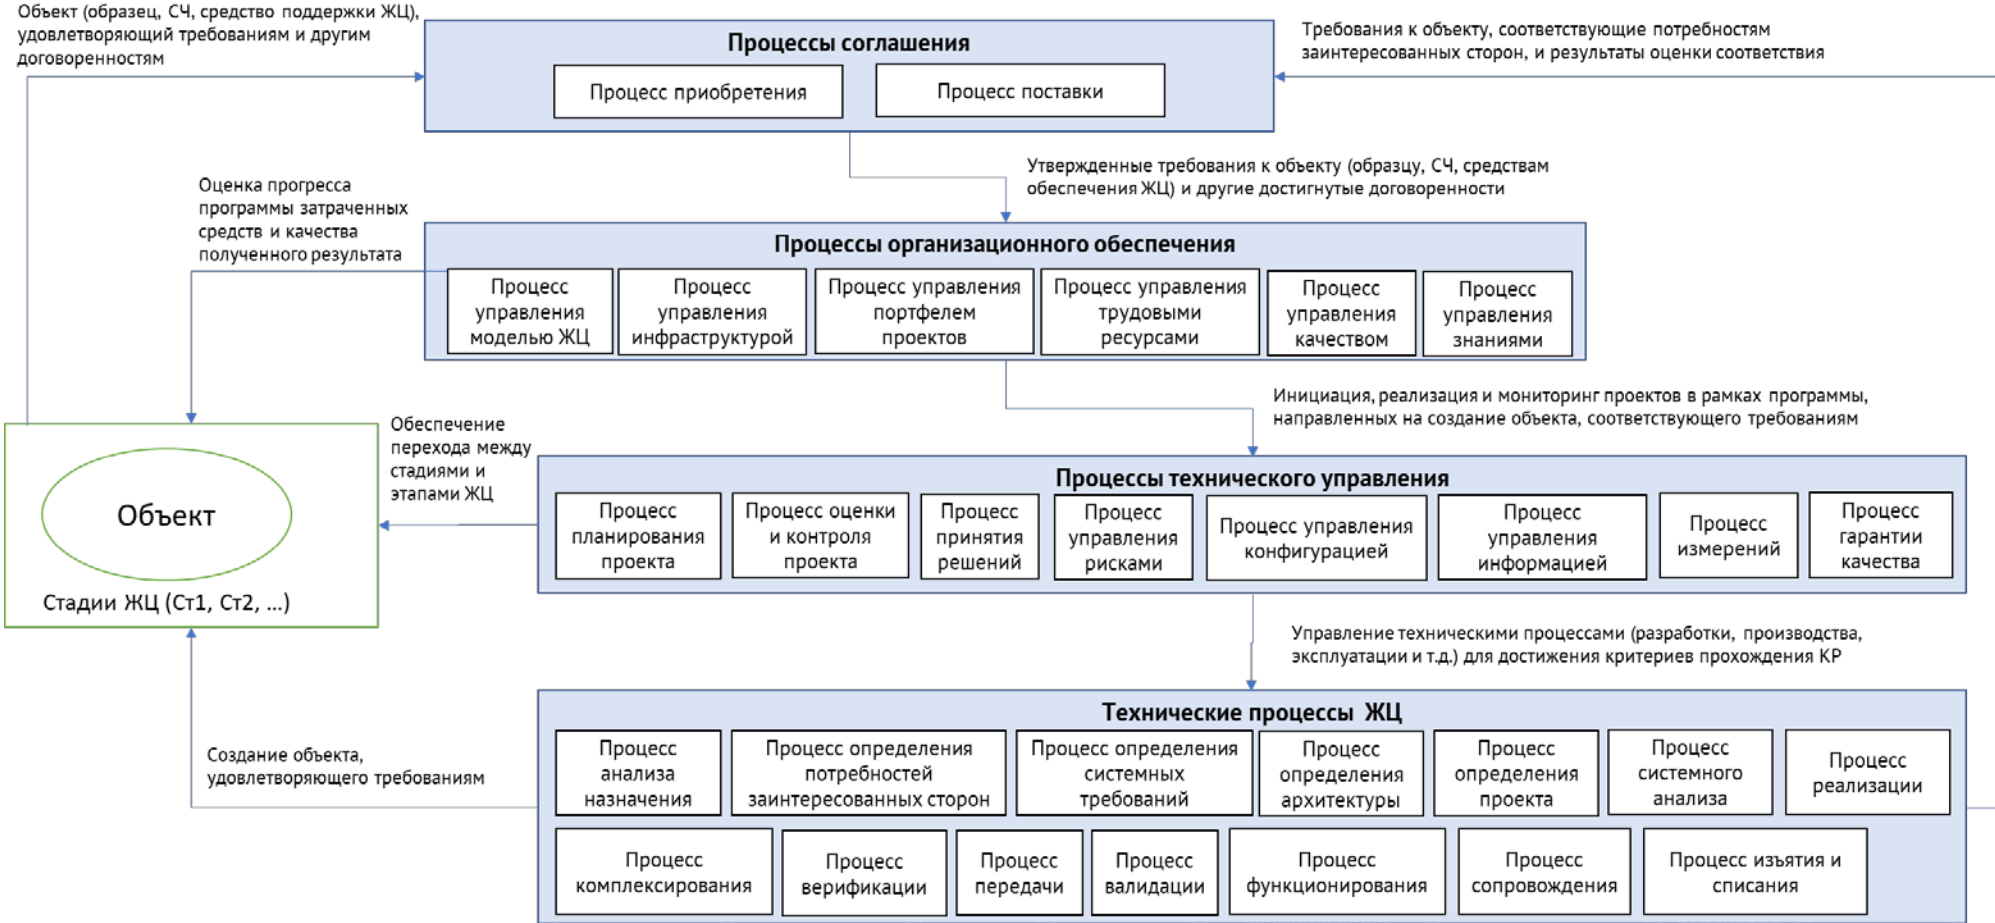 Объект (образец, СЧ, средство поддержки ЖЦ),
удовлетворяющий требованиям и другим
договоренностям
Процессы соглашения
Процесс приобретения
Процесс поставки
Требования к объекту, соответствующие потребностям
заинтересованных сторон, и результаты оценки соответствия
Утвержденные требования к объекту (образцу, СЧ, средствам
обеспечения ЖЦ) и другие достигнутые договоренности
Оценка прогресса
программы затраченных
средств и качества
полученного результата
Процессы организационного обеспечения
Процесс
управления
моделью ЖЦ
Процесс
управления
инфраструктурой
Процесс управления
портфелем
проектов
Процесс управления
трудовыми
ресурсами
Процесс
управления
качеством
Процесс
управления
знаниями
Инициация, реализация и мониторинг проектов в рамках программы,
направленных на создание объекта, соответствующего требованиям
Обеспечение
перехода между
стадиями и
этапами ЖЦ
Объект
Стадии ЖЦ (Ст1, Ст2, ...)
Процессы технического управления
Процесс
планирования
проекта
Процесс оценки
и контроля
проекта
Процесс
принятия
решений
Процесс
управления
рисками
Процесс управления
конфигурацией
Процесс
управления
информацией
Процесс
измерений
Процесс
гарантии
качества
Управление техническими процессами (разработки, производства,
эксплуатации и т.д.) для достижения критериев прохождения КР
Создание объекта,
удовлетворяющего требованиям
Технические процессы ЖЦ
Процесс
анализа
назначения
Процесс определения
потребностей
заинтересованных сторон
Процесс определения
системных
требований
Процесс
определения
архитектуры
Процесс
определения
проекта
Процесс
системного
анализа
Процесс
реализации
Процесс
комплексирования
Процесс
верификации
Процесс
передачи
Процесс
валидации
Процесс
функционирования
Процесс
сопровождения
Процесс изъятия и
списания